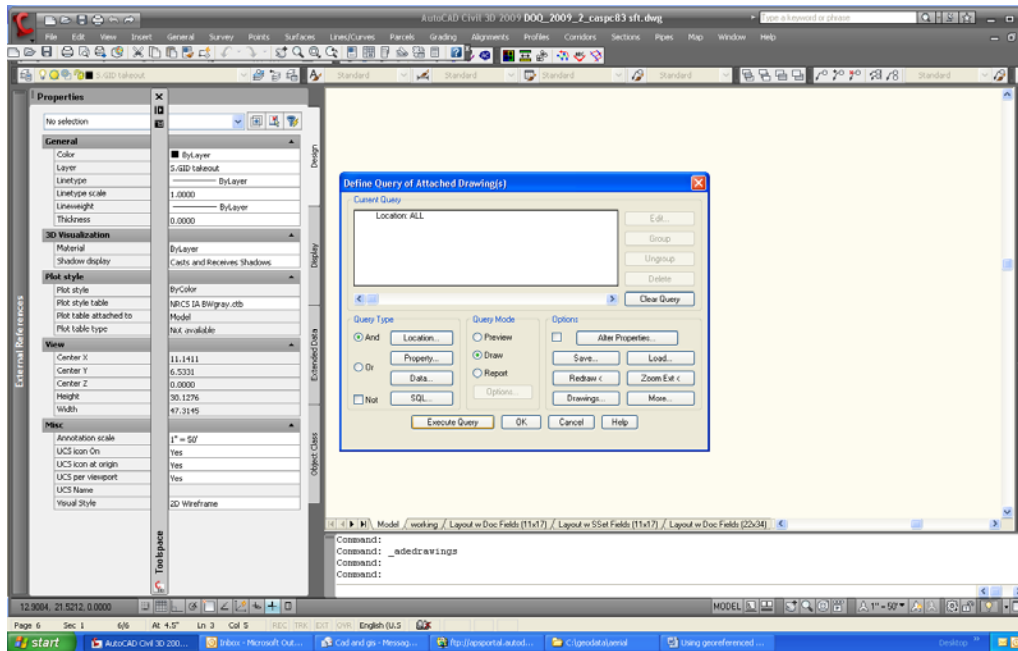 AutoCAD Civil 3D 2009 DOQ_2009_2_caspc83 sft.dwg
Type a keyword or phrase
File Edit View Insert General Survey Points Surfaces Lines/Curves Parcels Grading Alignments Profiles Corridors Sections Pipes Map Window Help
S:GID takeout Standard Standard Standard Standard Standard
Properties
No selection
General
Color ByLayer
Layer S:GID takeout
Linetype ByLayer
Linetype scale 1.0000
Lineweight ByLayer
Thickness 0.0000
3D Visualization
Material ByLayer
Shadow display Casts and Receives Shadows
Plot style
Plot style ByColor
Plot style table NRCS IA BWgray.ctb
Plot table attached to Model
Plot table type Not available
View
Center X 11.1411
Center Y 6.5331
Center Z 0.0000
Height 30.1276
Width 47.3145
Misc
Annotation scale 1" = 50'
UCS icon On Yes
UCS icon at origin Yes
UCS per viewport Yes
UCS Name
Visual Style 2D Wireframe
External References
Toolspace
Design
Display
Extended Data
Object Class
Define Query of Attached Drawing(s)
Current Query
Location: ALL
Edit...
Group
Ungroup
Delete
Clear Query
Query Type Query Mode Options
And Location... Preview Alter Properties...
Property... Draw Save... Load...
Or Data... Report Redraw < Zoom Ext <
Not SQL... Options... Drawings... More...
Execute Query OK Cancel Help
Model working Layout w Doc Fields (11x17) Layout w SSet Fields (11x17) Layout w Doc Fields (22x34)
Command:
Command: _adedrawings
Command:
Command:
12.9004, 21.5212, 0.0000 MODEL 1" = 50'
Page 6 Sec 1 6/6 At 4.5" Ln 3 Col 5 REC TRK EXT OVR English (U.S
start AutoCAD Civil 3D 200... Inbox - Microsoft Out... Cad and gis - Messag... ftp://apsportal.autod... C:\geodata\aerial Using georeferenced ... Desktop